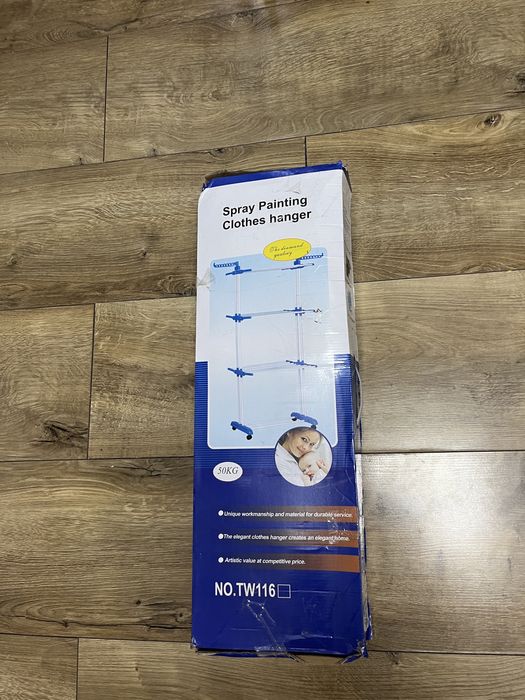 Spray Painting
Clothes hanger
The diamond
quality
50KG
Unique workmanship and material for durable service.
The elegant clothes hanger creates an elegant home.
Artistic value at competitive price.
NO.TW116